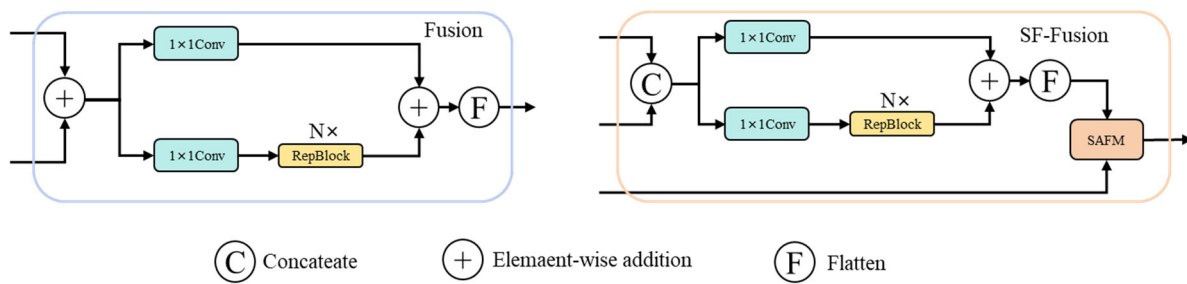 Fusion
1×1Conv
+
+
F
N×
1×1Conv
RepBlock
SF-Fusion
1×1Conv
C
+
F
N×
1×1Conv
RepBlock
SAFM
C Concateate
+ Elemaent-wise addition
F Flatten